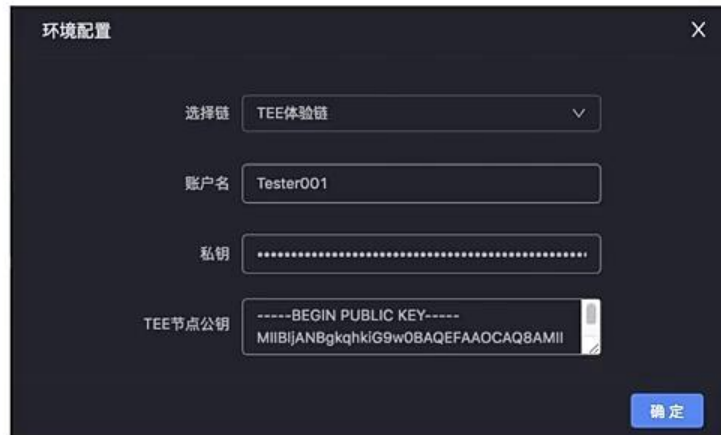 环境配置
选择链 TEE体验链
账户名 Tester001
私钥 ••••••••••••••••••••••••••••••••••••••••••••••••
TEE节点公钥 -----BEGIN PUBLIC KEY-----
MIIBIjANBgkqhkiG9w0BAQEFAAOCAQ8AMII
确定